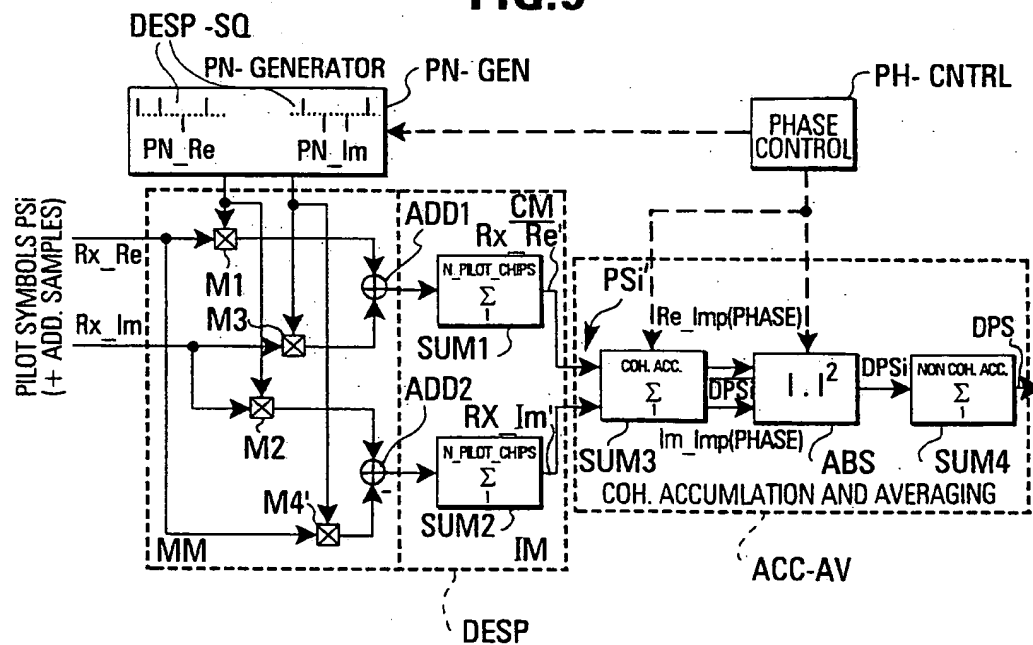 DESP -SQ
PN- GENERATOR
PN- GEN
PH- CNTRL
PN_Re
PN_Im
PHASE
CONTROL
PILOT SYMBOLS PSi
(+ ADD. SAMPLES)
Rx_Re
Rx_Im
M1
M3
M2
M4'
MM
ADD1
ADD2
-
CM
Rx_Re'
N_PILOT_CHIPS
Σ
1
SUM1
RX_Im'
N_PILOT_CHIPS
Σ
1
SUM2
IM
DESP
PSi'
Re_Imp(PHASE)
COH. ACC.
Σ
1
SUM3
DPSi
Im_Imp(PHASE)
| . |²
ABS
DPSi
NON COH. ACC.
Σ
1
SUM4
DPS
COH. ACCUMLATION AND AVERAGING
ACC-AV